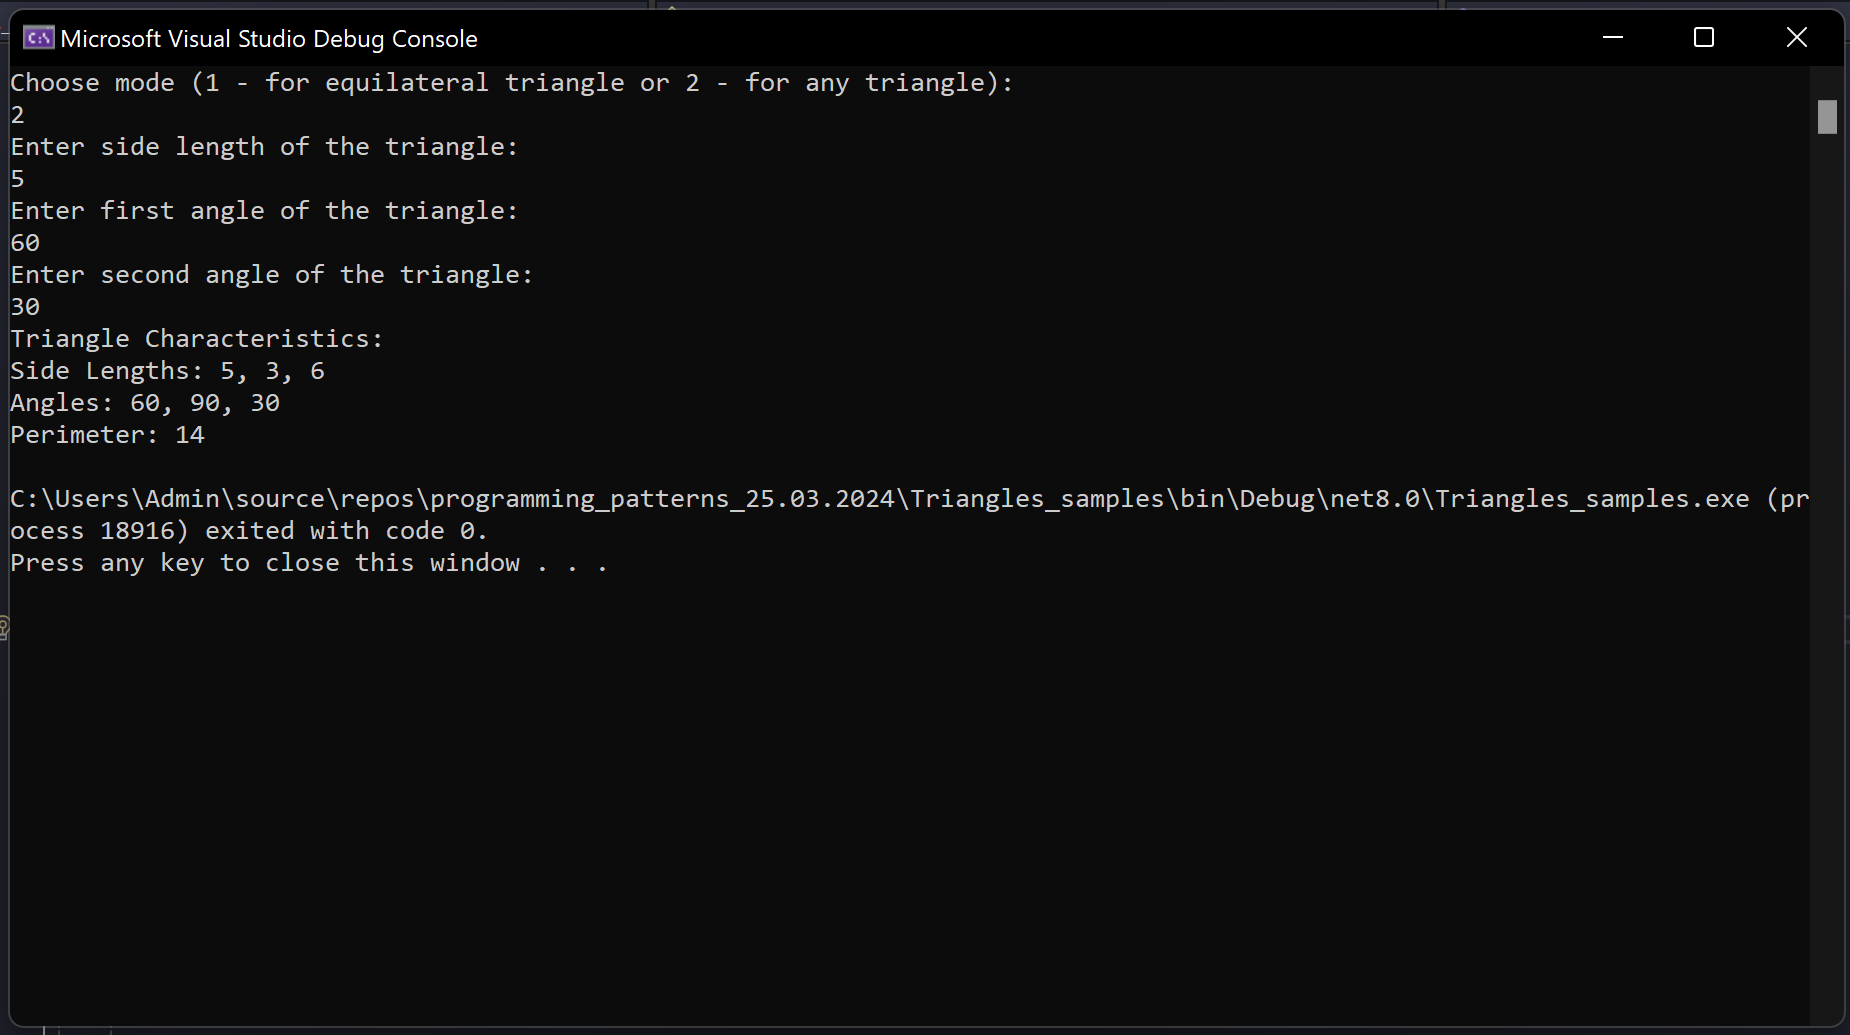 Microsoft Visual Studio Debug Console
Choose mode (1 - for equilateral triangle or 2 - for any triangle):
2
Enter side length of the triangle:
5
Enter first angle of the triangle:
60
Enter second angle of the triangle:
30
Triangle Characteristics:
Side Lengths: 5, 3, 6
Angles: 60, 90, 30
Perimeter: 14
C:\Users\Admin\source\repos\programming_patterns_25.03.2024\Triangles_samples\bin\Debug\net8.0\Triangles_samples.exe (pr
ocess 18916) exited with code 0.
Press any key to close this window . . .